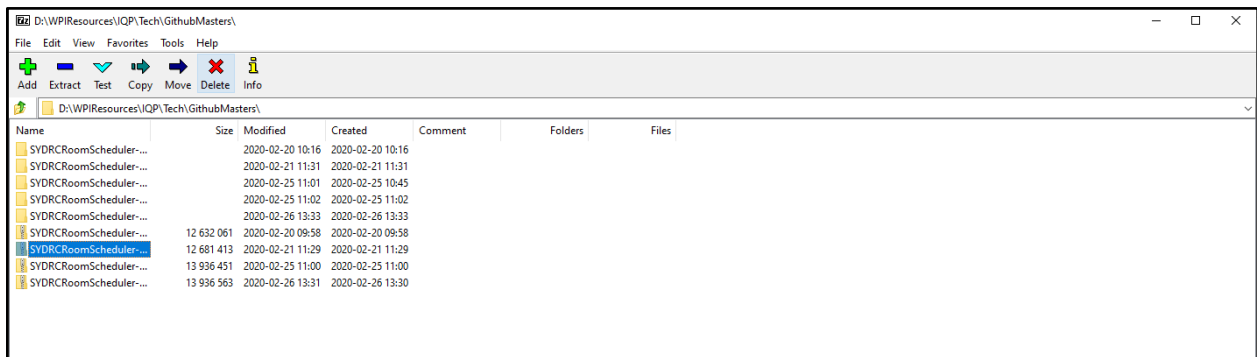 7z D:\WPIResources\IQP\Tech\GithubMasters\
File Edit View Favorites Tools Help
Add Extract Test Copy Move Delete Info
D:\WPIResources\IQP\Tech\GithubMasters\
Name Size Modified Created Comment Folders Files
SYDRCRoomScheduler-... 2020-02-20 10:16 2020-02-20 10:16
SYDRCRoomScheduler-... 2020-02-21 11:31 2020-02-21 11:31
SYDRCRoomScheduler-... 2020-02-25 11:01 2020-02-25 10:45
SYDRCRoomScheduler-... 2020-02-25 11:02 2020-02-25 11:02
SYDRCRoomScheduler-... 2020-02-26 13:33 2020-02-26 13:33
SYDRCRoomScheduler-... 12 632 061 2020-02-20 09:58 2020-02-20 09:58
SYDRCRoomScheduler-... 12 681 413 2020-02-21 11:29 2020-02-21 11:29
SYDRCRoomScheduler-... 13 936 451 2020-02-25 11:00 2020-02-25 11:00
SYDRCRoomScheduler-... 13 936 563 2020-02-26 13:31 2020-02-26 13:30